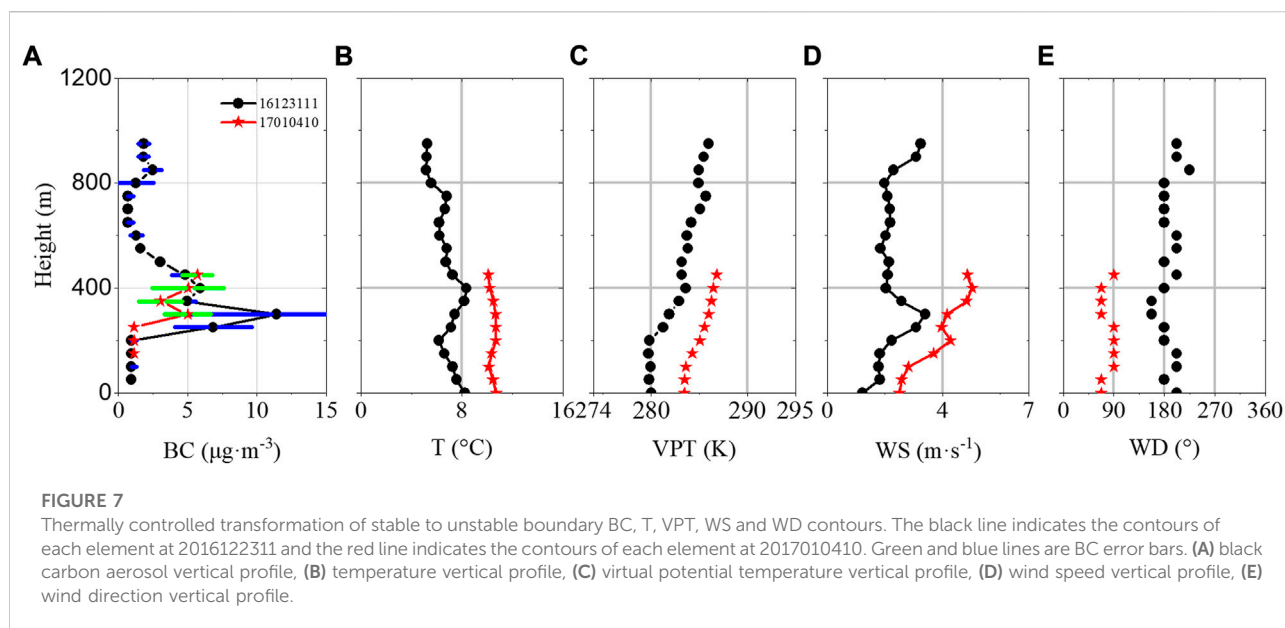 A B C D E
1200
800
400
0
Height (m)
16123111
17010410
0 5 10 15
BC (μg·m⁻³)
0 8 16
T (°C)
274 280 290 295
VPT (K)
0 4 7
WS (m·s⁻¹)
0 90 180 270 360
WD (°)
FIGURE 7
Thermally controlled transformation of stable to unstable boundary BC, T, VPT, WS and WD contours. The black line indicates the contours of
each element at 2016122311 and the red line indicates the contours of each element at 2017010410. Green and blue lines are BC error bars. (A) black
carbon aerosol vertical profile, (B) temperature vertical profile, (C) virtual potential temperature vertical profile, (D) wind speed vertical profile, (E)
wind direction vertical profile.